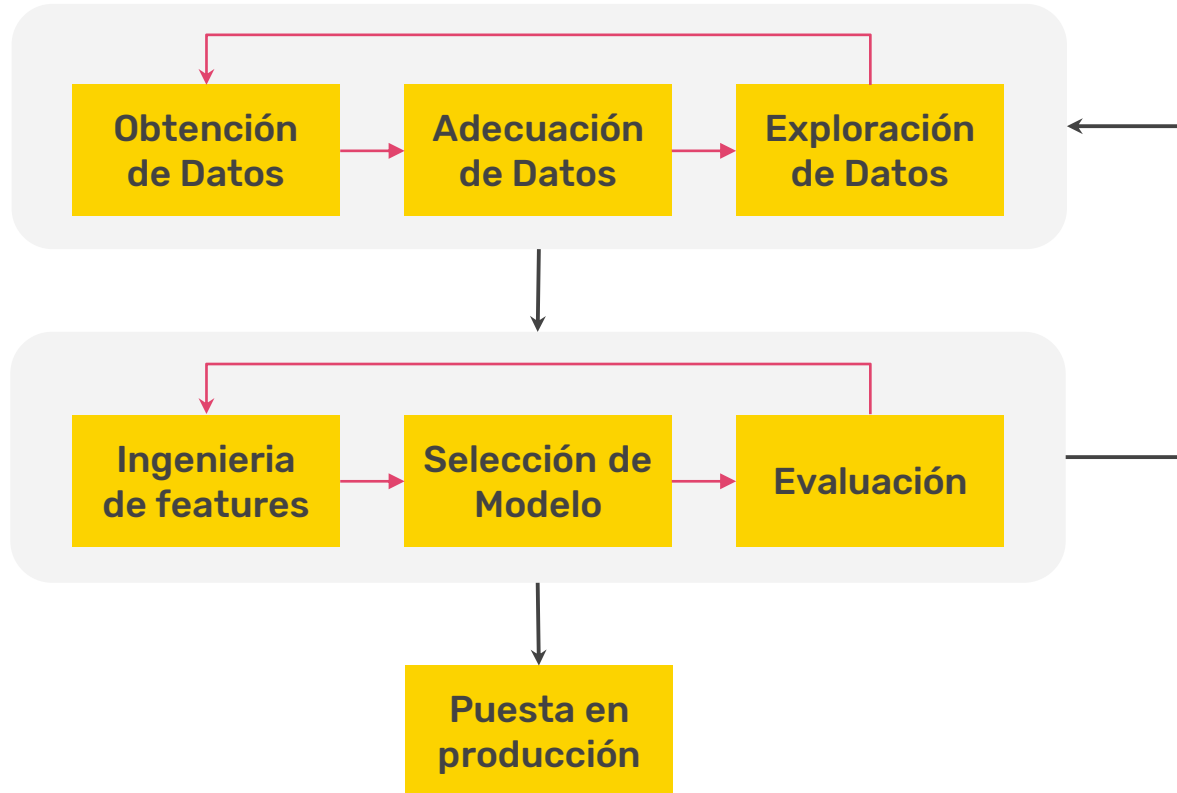 Obtención
de Datos
Adecuación
de Datos
Exploración
de Datos
Ingenieria
de features
Selección de
Modelo
Evaluación
Puesta en
producción